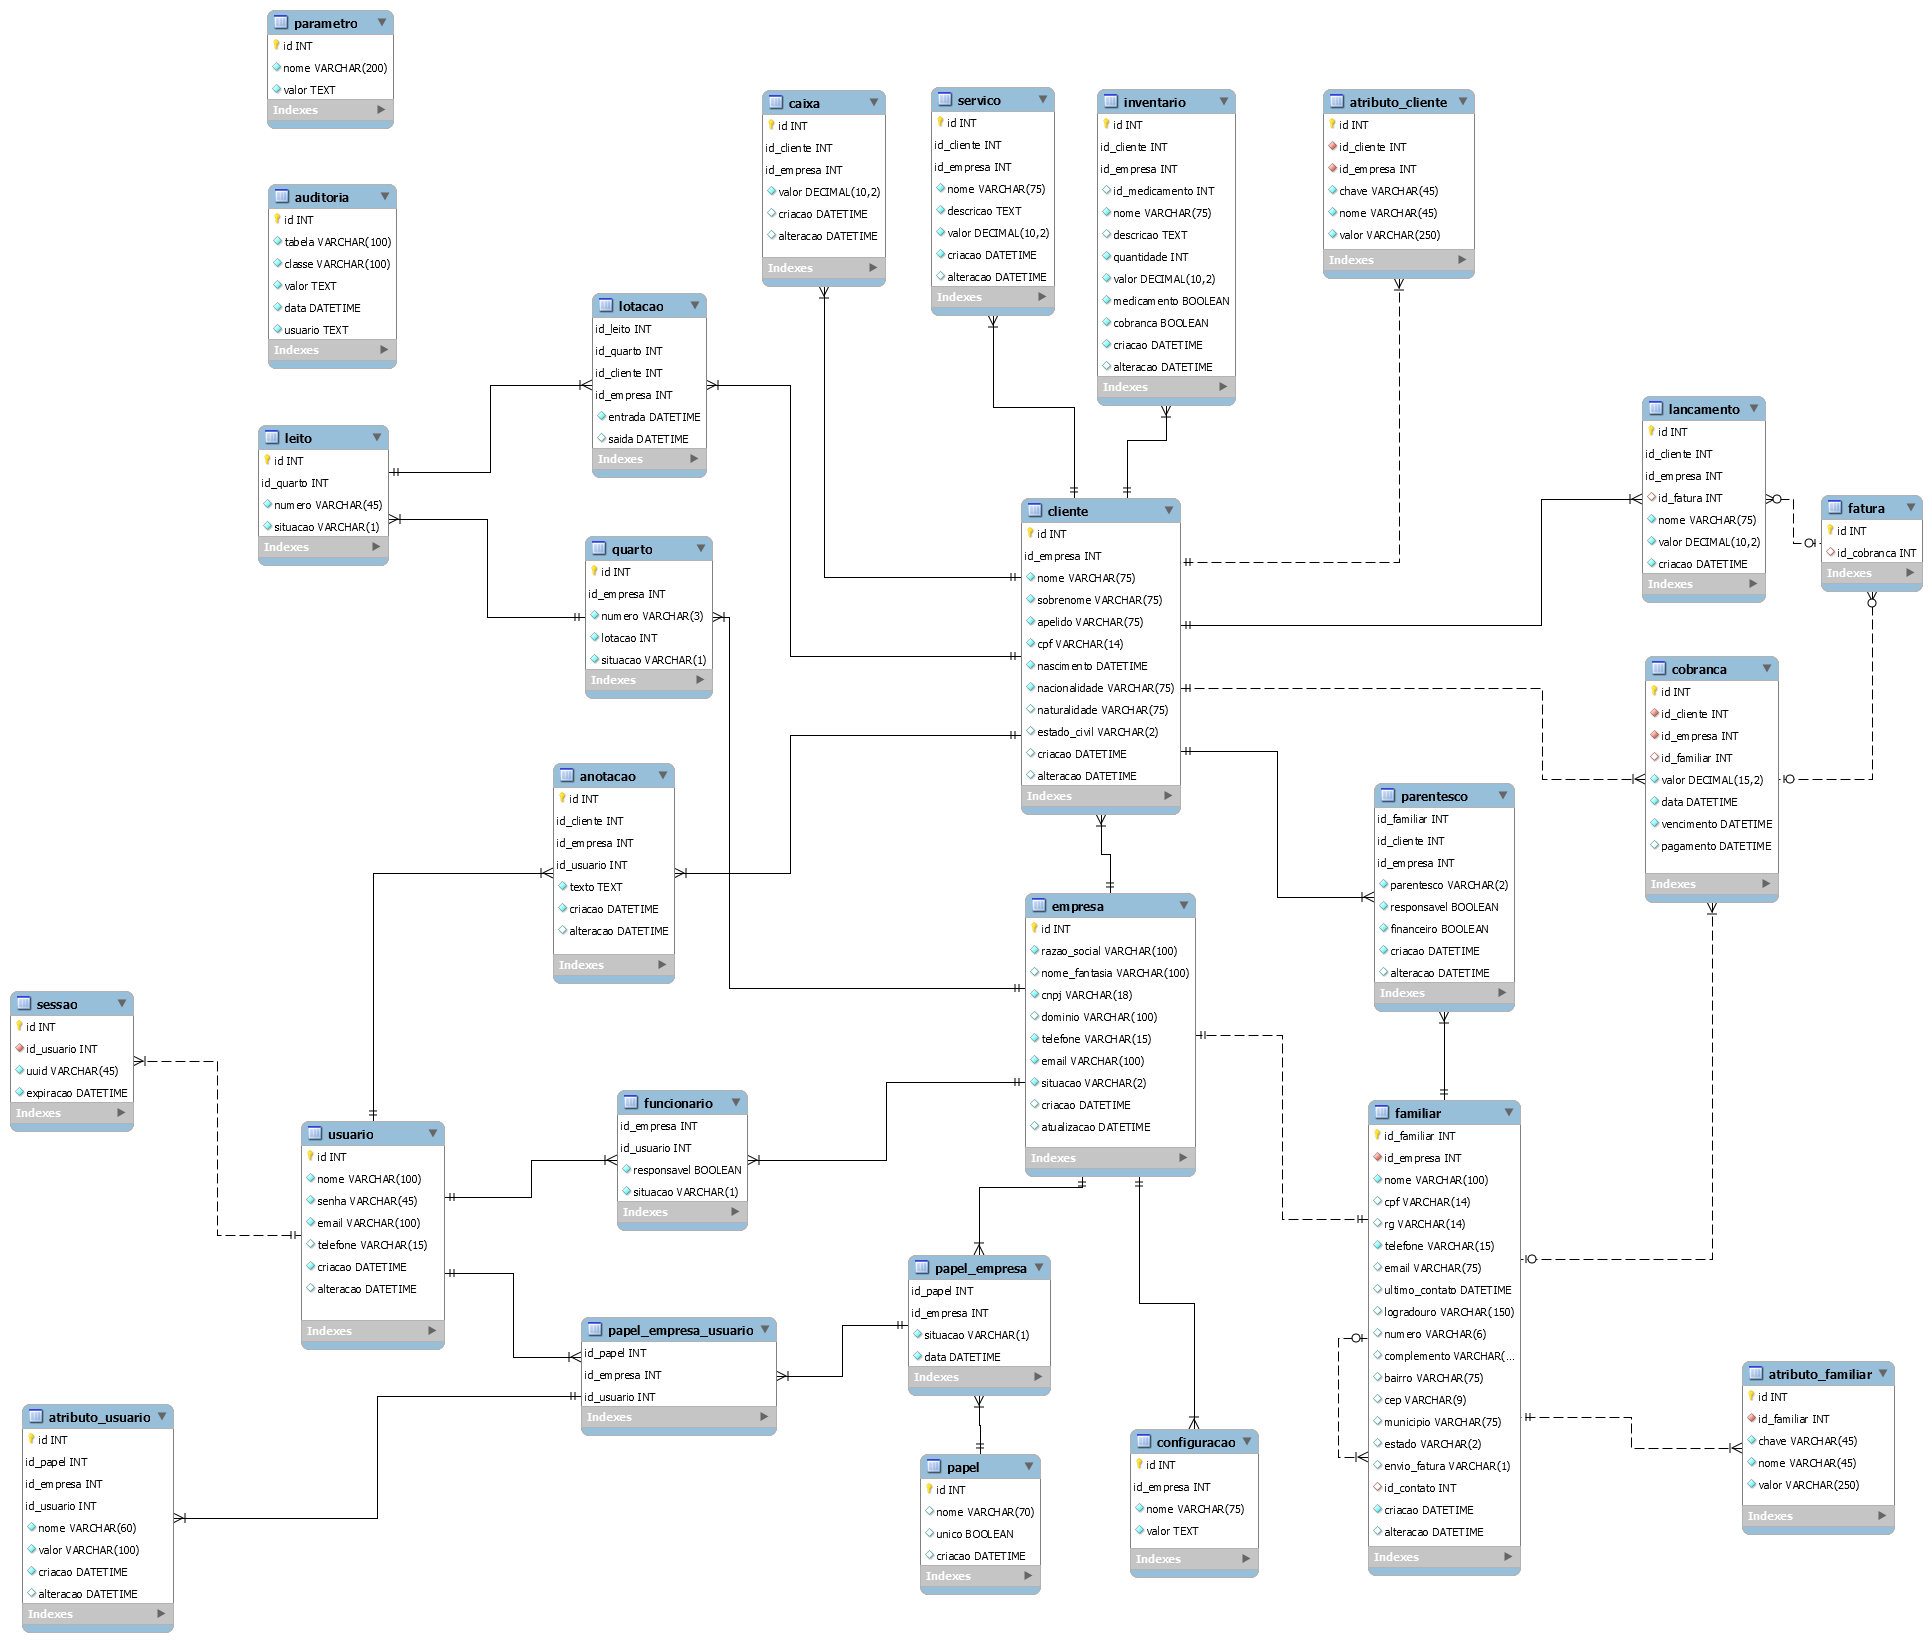 parametro
id INT
nome VARCHAR(200)
valor TEXT
Indexes
auditoria
id INT
tabela VARCHAR(100)
classe VARCHAR(100)
valor TEXT
data DATETIME
usuario TEXT
Indexes
caixa
id INT
id_cliente INT
id_empresa INT
valor DECIMAL(10,2)
criacao DATETIME
alteracao DATETIME
Indexes
servico
id INT
id_cliente INT
id_empresa INT
nome VARCHAR(75)
descricao TEXT
valor DECIMAL(10,2)
criacao DATETIME
alteracao DATETIME
Indexes
inventario
id INT
id_cliente INT
id_empresa INT
id_medicamento INT
nome VARCHAR(75)
descricao TEXT
quantidade INT
valor DECIMAL(10,2)
medicamento BOOLEAN
cobranca BOOLEAN
criacao DATETIME
alteracao DATETIME
Indexes
atributo_cliente
id INT
id_cliente INT
id_empresa INT
chave VARCHAR(45)
nome VARCHAR(45)
valor VARCHAR(250)
Indexes
lotacao
id_leito INT
id_quarto INT
id_cliente INT
id_empresa INT
entrada DATETIME
saida DATETIME
Indexes
leito
id INT
id_quarto INT
numero VARCHAR(45)
situacao VARCHAR(1)
Indexes
quarto
id INT
id_empresa INT
numero VARCHAR(3)
lotacao INT
situacao VARCHAR(1)
Indexes
cliente
id INT
id_empresa INT
nome VARCHAR(75)
sobrenome VARCHAR(75)
apelido VARCHAR(75)
cpf VARCHAR(14)
nascimento DATETIME
nacionalidade VARCHAR(75)
naturalidade VARCHAR(75)
estado_civil VARCHAR(2)
criacao DATETIME
alteracao DATETIME
Indexes
lancamento
id INT
id_cliente INT
id_empresa INT
id_fatura INT
nome VARCHAR(75)
valor DECIMAL(10,2)
criacao DATETIME
Indexes
fatura
id INT
id_cobranca INT
Indexes
cobranca
id INT
id_cliente INT
id_empresa INT
id_familiar INT
valor DECIMAL(15,2)
data DATETIME
vencimento DATETIME
pagamento DATETIME
Indexes
anotacao
id INT
id_cliente INT
id_empresa INT
id_usuario INT
texto TEXT
criacao DATETIME
alteracao DATETIME
Indexes
parentesco
id_familiar INT
id_cliente INT
id_empresa INT
parentesco VARCHAR(2)
responsavel BOOLEAN
financeiro BOOLEAN
criacao DATETIME
alteracao DATETIME
Indexes
empresa
id INT
razao_social VARCHAR(100)
nome_fantasia VARCHAR(100)
cnpj VARCHAR(18)
dominio VARCHAR(100)
telefone VARCHAR(15)
email VARCHAR(100)
situacao VARCHAR(2)
criacao DATETIME
atualizacao DATETIME
Indexes
sessao
id INT
id_usuario INT
uuid VARCHAR(45)
expiracao DATETIME
Indexes
usuario
id INT
nome VARCHAR(100)
senha VARCHAR(45)
email VARCHAR(100)
telefone VARCHAR(15)
criacao DATETIME
alteracao DATETIME
Indexes
funcionario
id_empresa INT
id_usuario INT
responsavel BOOLEAN
situacao VARCHAR(1)
Indexes
familiar
id_familiar INT
id_empresa INT
nome VARCHAR(100)
cpf VARCHAR(14)
rg VARCHAR(14)
telefone VARCHAR(15)
email VARCHAR(75)
ultimo_contato DATETIME
logradouro VARCHAR(150)
numero VARCHAR(6)
complemento VARCHAR(...
bairro VARCHAR(75)
cep VARCHAR(9)
municipio VARCHAR(75)
estado VARCHAR(2)
envio_fatura VARCHAR(1)
id_contato INT
criacao DATETIME
alteracao DATETIME
Indexes
papel_empresa
id_papel INT
id_empresa INT
situacao VARCHAR(1)
data DATETIME
Indexes
papel_empresa_usuario
id_papel INT
id_empresa INT
id_usuario INT
Indexes
atributo_usuario
id INT
id_papel INT
id_empresa INT
id_usuario INT
nome VARCHAR(60)
valor VARCHAR(100)
criacao DATETIME
alteracao DATETIME
Indexes
papel
id INT
nome VARCHAR(70)
unico BOOLEAN
criacao DATETIME
Indexes
configuracao
id INT
id_empresa INT
nome VARCHAR(75)
valor TEXT
Indexes
atributo_familiar
id INT
id_familiar INT
chave VARCHAR(45)
nome VARCHAR(45)
valor VARCHAR(250)
Indexes